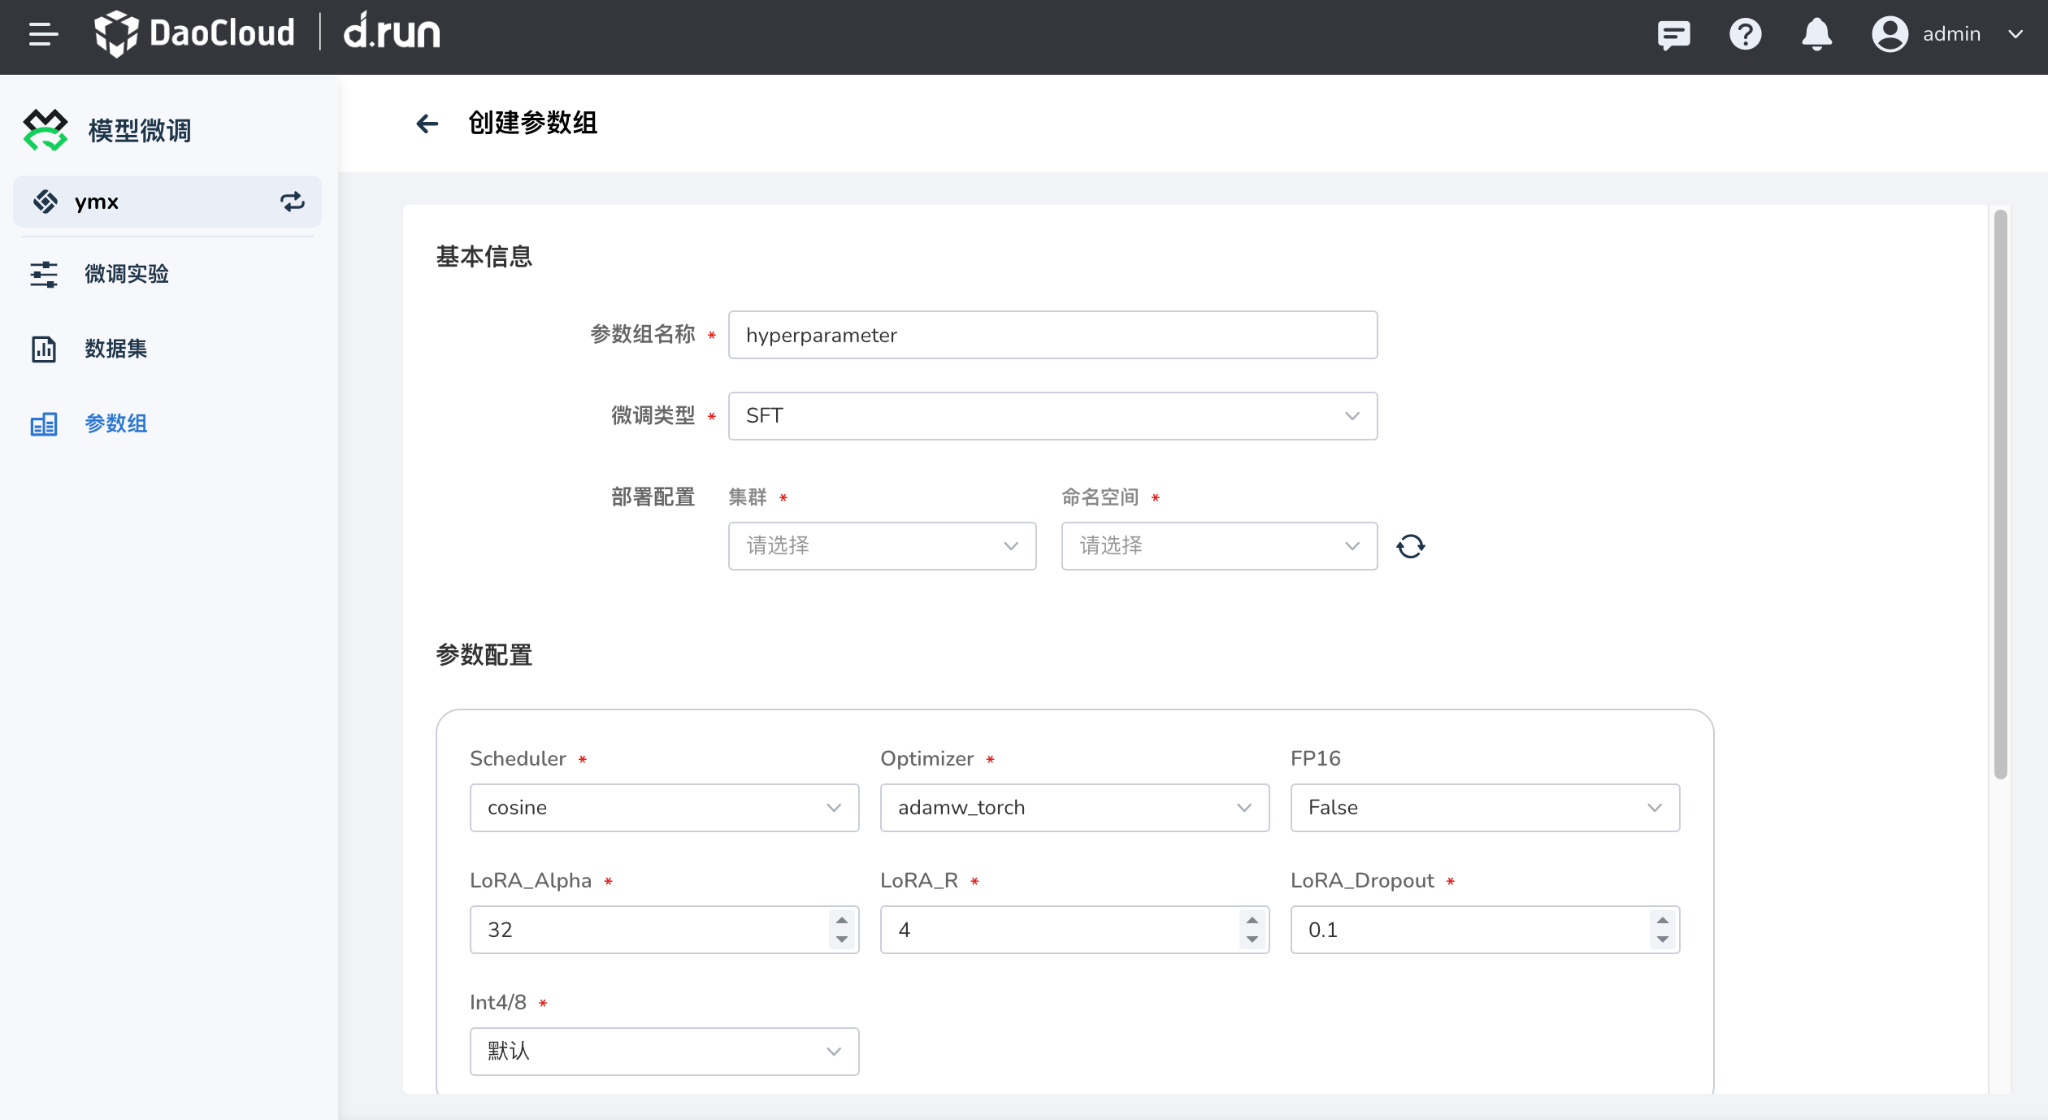 DaoCloud | d.run
admin
模型微调
创建参数组
ymx
微调实验
数据集
参数组
基本信息
参数组名称 * hyperparameter
微调类型 * SFT
部署配置 集群 * 命名空间 *
请选择 请选择
参数配置
Scheduler * Optimizer * FP16
cosine adamw_torch False
LoRA_Alpha * LoRA_R * LoRA_Dropout *
32 4 0.1
Int4/8 *
默认